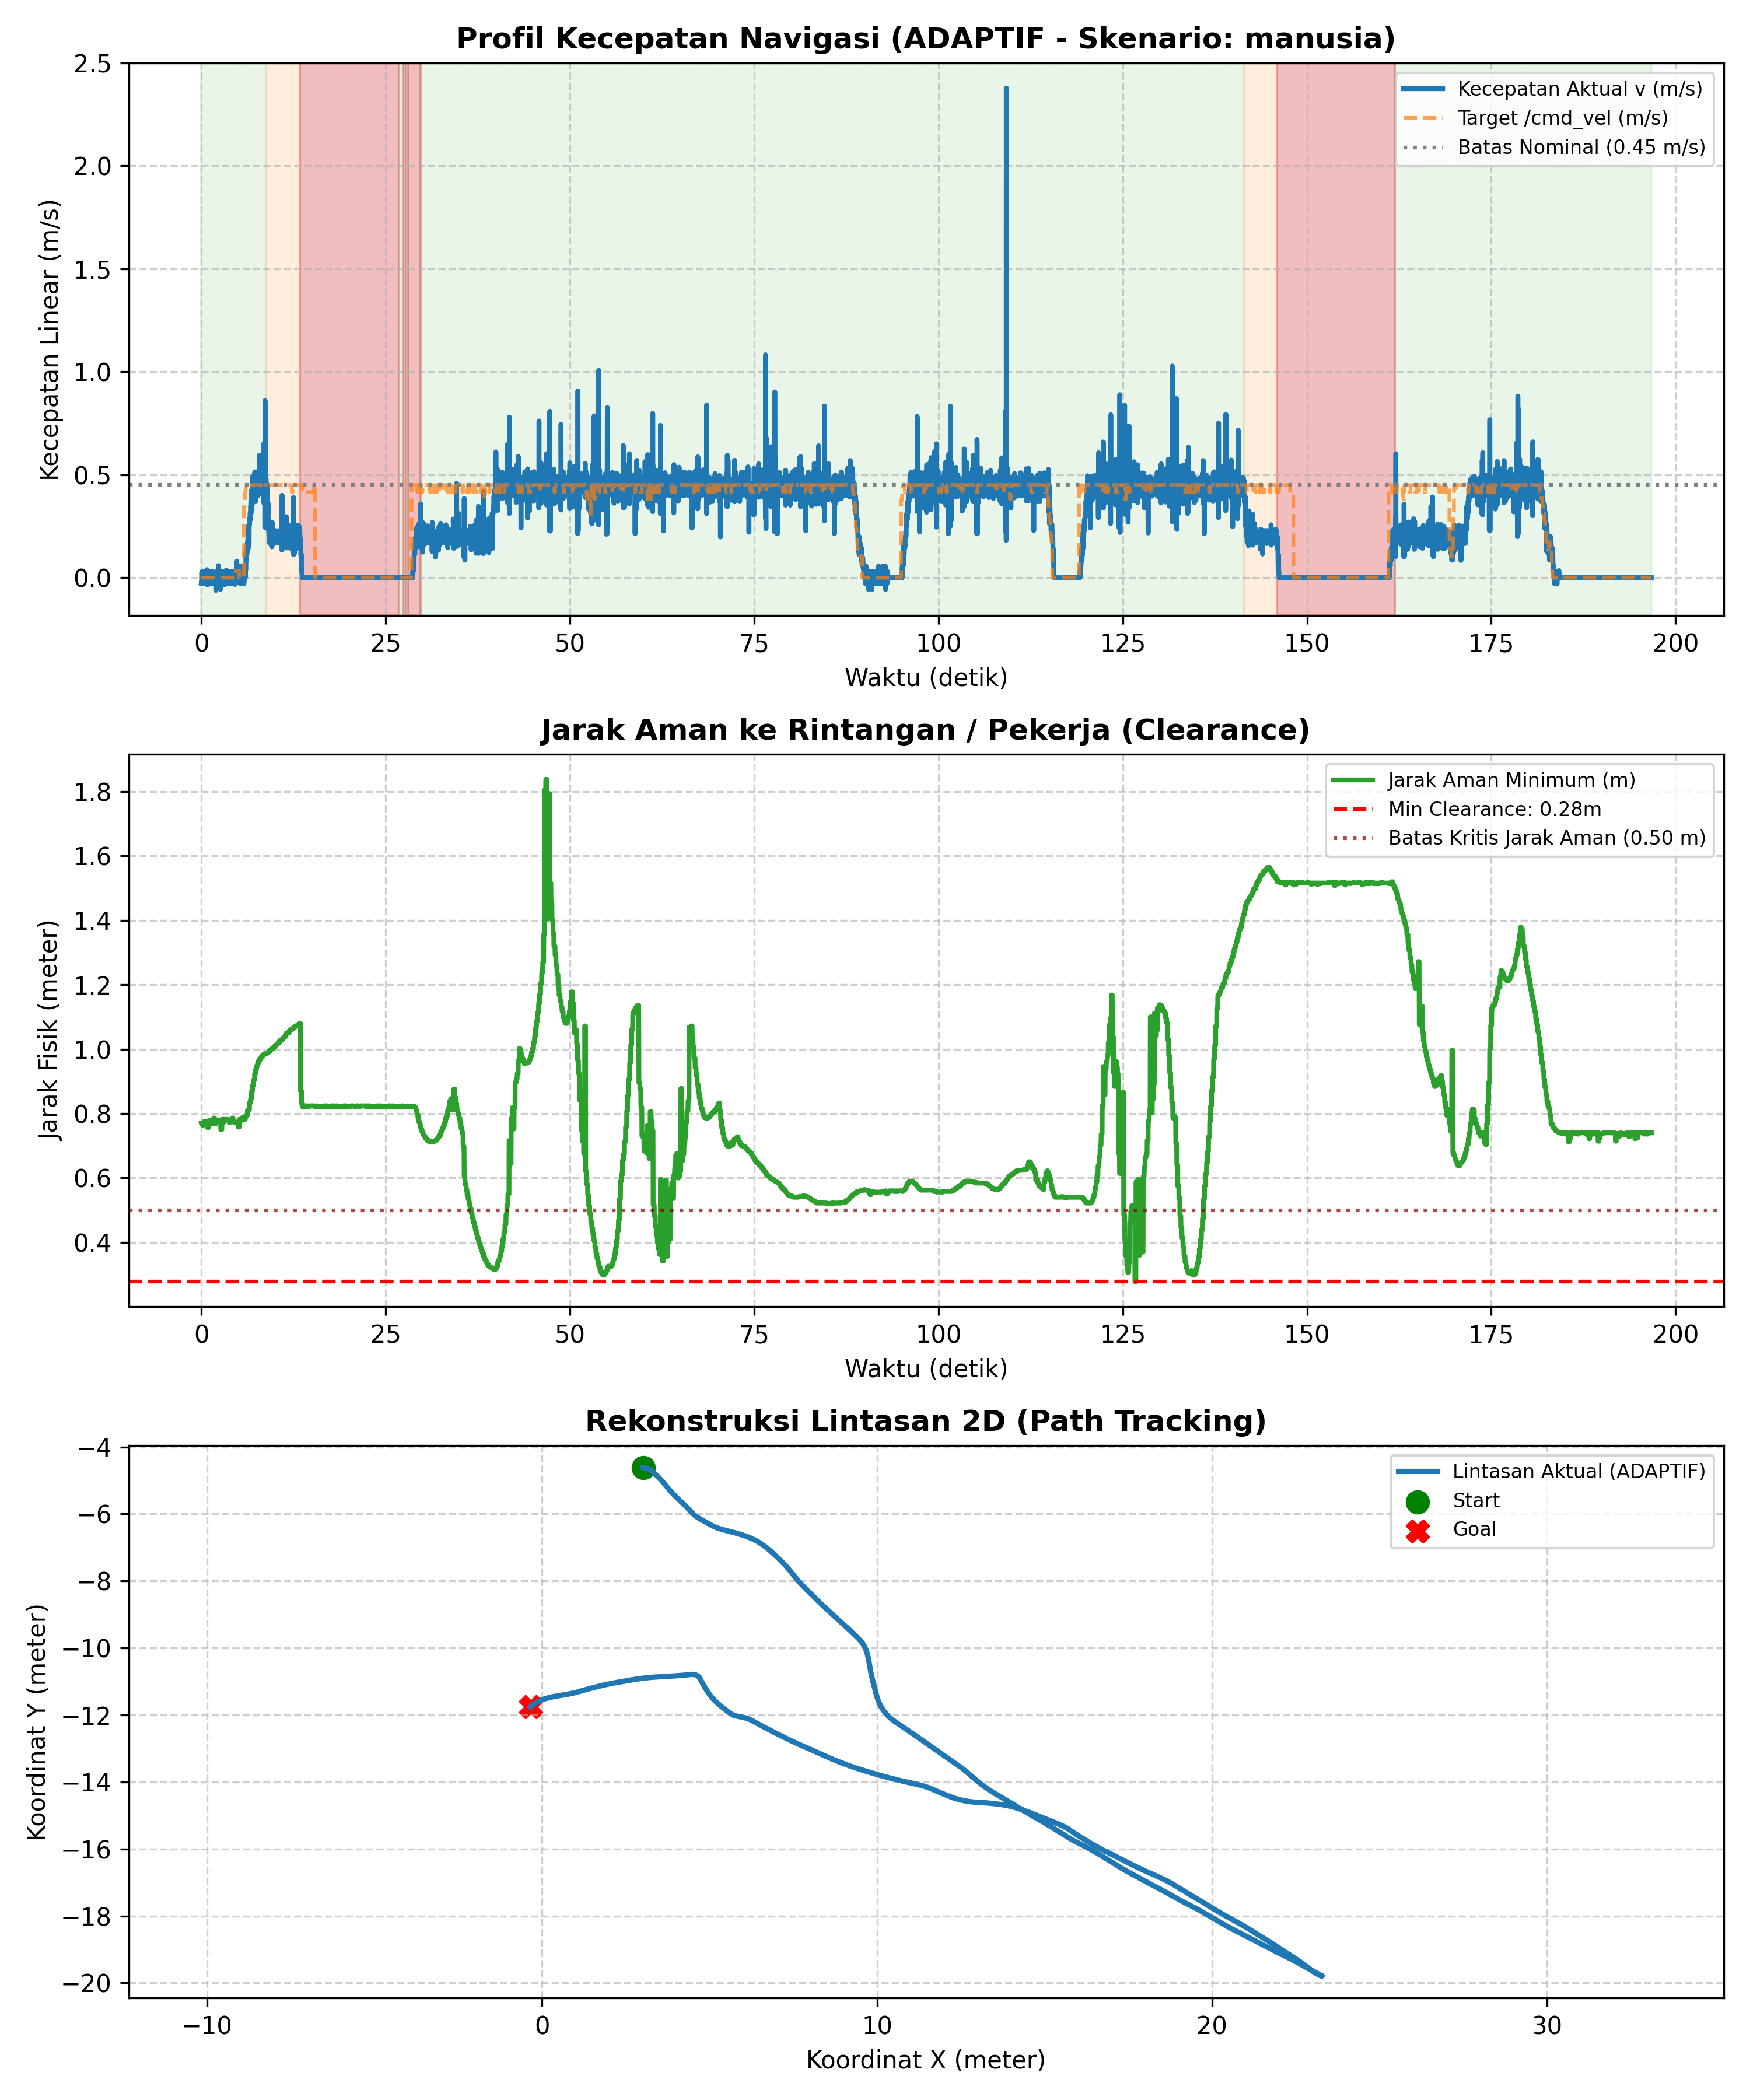 Profil Kecepatan Navigasi (ADAPTIF - Skenario: manusia)
Kecepatan Linear (m/s)
2.5
2.0
1.5
1.0
0.5
0.0
Kecepatan Aktual v (m/s)
Target /cmd_vel (m/s)
Batas Nominal (0.45 m/s)
0 25 50 75 100 125 150 175 200
Waktu (detik)
Jarak Aman ke Rintangan / Pekerja (Clearance)
Jarak Fisik (meter)
1.8
1.6
1.4
1.2
1.0
0.8
0.6
0.4
Jarak Aman Minimum (m)
Min Clearance: 0.28m
Batas Kritis Jarak Aman (0.50 m)
0 25 50 75 100 125 150 175 200
Waktu (detik)
Rekonstruksi Lintasan 2D (Path Tracking)
Koordinat Y (meter)
−4
−6
−8
−10
−12
−14
−16
−18
−20
Lintasan Aktual (ADAPTIF)
Start
Goal
−10 0 10 20 30
Koordinat X (meter)